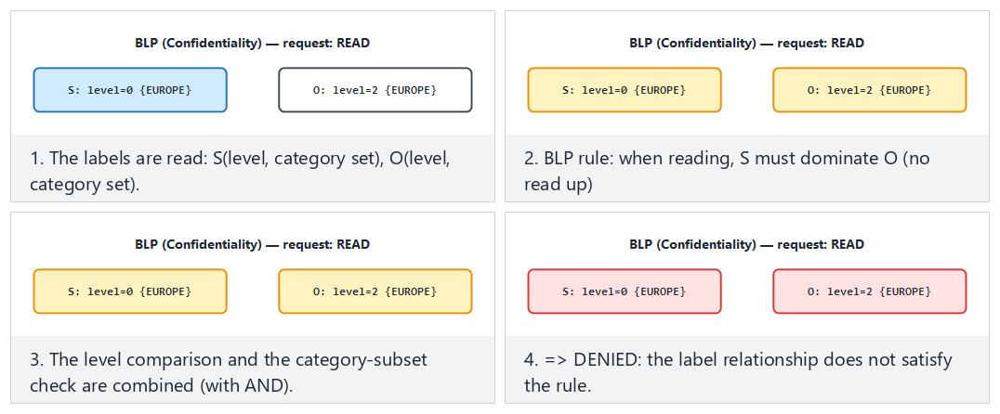 BLP (Confidentiality) — request: READ
S: level=0 {EUROPE}
O: level=2 {EUROPE}
1. The labels are read: S(level, category set), O(level,
category set).
BLP (Confidentiality) — request: READ
S: level=0 {EUROPE}
O: level=2 {EUROPE}
2. BLP rule: when reading, S must dominate O (no
read up)
BLP (Confidentiality) — request: READ
S: level=0 {EUROPE}
O: level=2 {EUROPE}
3. The level comparison and the category-subset
check are combined (with AND).
BLP (Confidentiality) — request: READ
S: level=0 {EUROPE}
O: level=2 {EUROPE}
4. => DENIED: the label relationship does not satisfy
the rule.